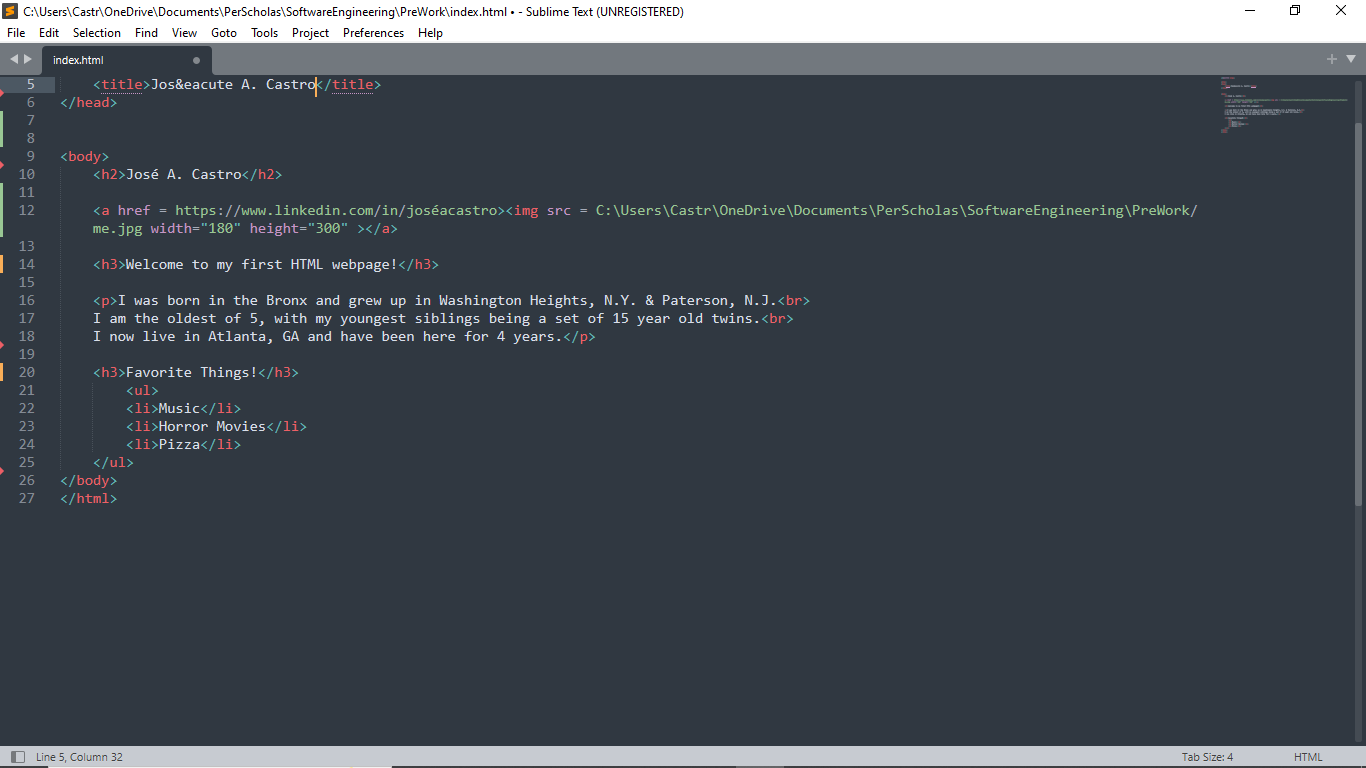 C:\Users\Castr\OneDrive\Documents\PerScholas\SoftwareEngineering\PreWork\index.html • - Sublime Text (UNREGISTERED)
File Edit Selection Find View Goto Tools Project Preferences Help
index.html
5 <title>Jos&eacute A. Castro</title>
6 </head>
7
8
9 <body>
10 <h2>José A. Castro</h2>
11
12 <a href = https://www.linkedin.com/in/joséacastro><img src = C:\Users\Castr\OneDrive\Documents\PerScholas\SoftwareEngineering\PreWork/
me.jpg width="180" height="300" ></a>
13
14 <h3>Welcome to my first HTML webpage!</h3>
15
16 <p>I was born in the Bronx and grew up in Washington Heights, N.Y. & Paterson, N.J.<br>
17 I am the oldest of 5, with my youngest siblings being a set of 15 year old twins.<br>
18 I now live in Atlanta, GA and have been here for 4 years.</p>
19
20 <h3>Favorite Things!</h3>
21 <ul>
22 <li>Music</li>
23 <li>Horror Movies</li>
24 <li>Pizza</li>
25 </ul>
26 </body>
27 </html>
Line 5, Column 32 Tab Size: 4 HTML